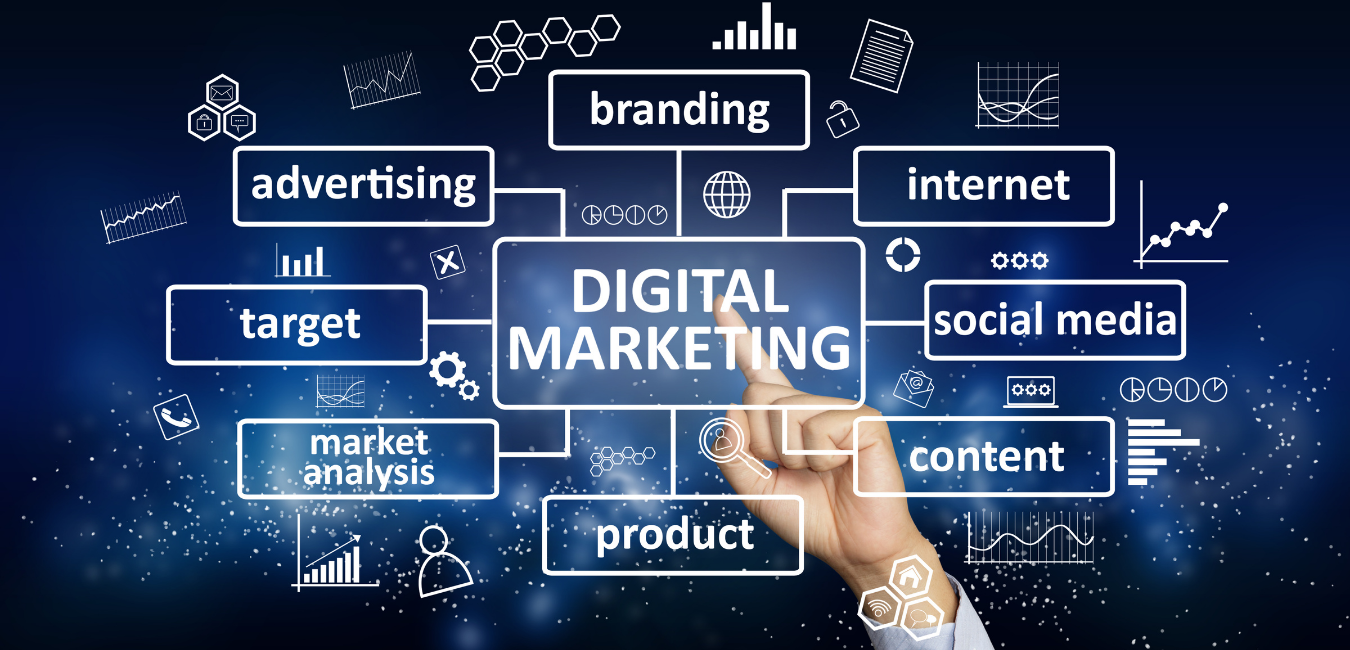 branding
advertising
internet
DIGITAL
MARKETING
target
social media
market
analysis
content
product